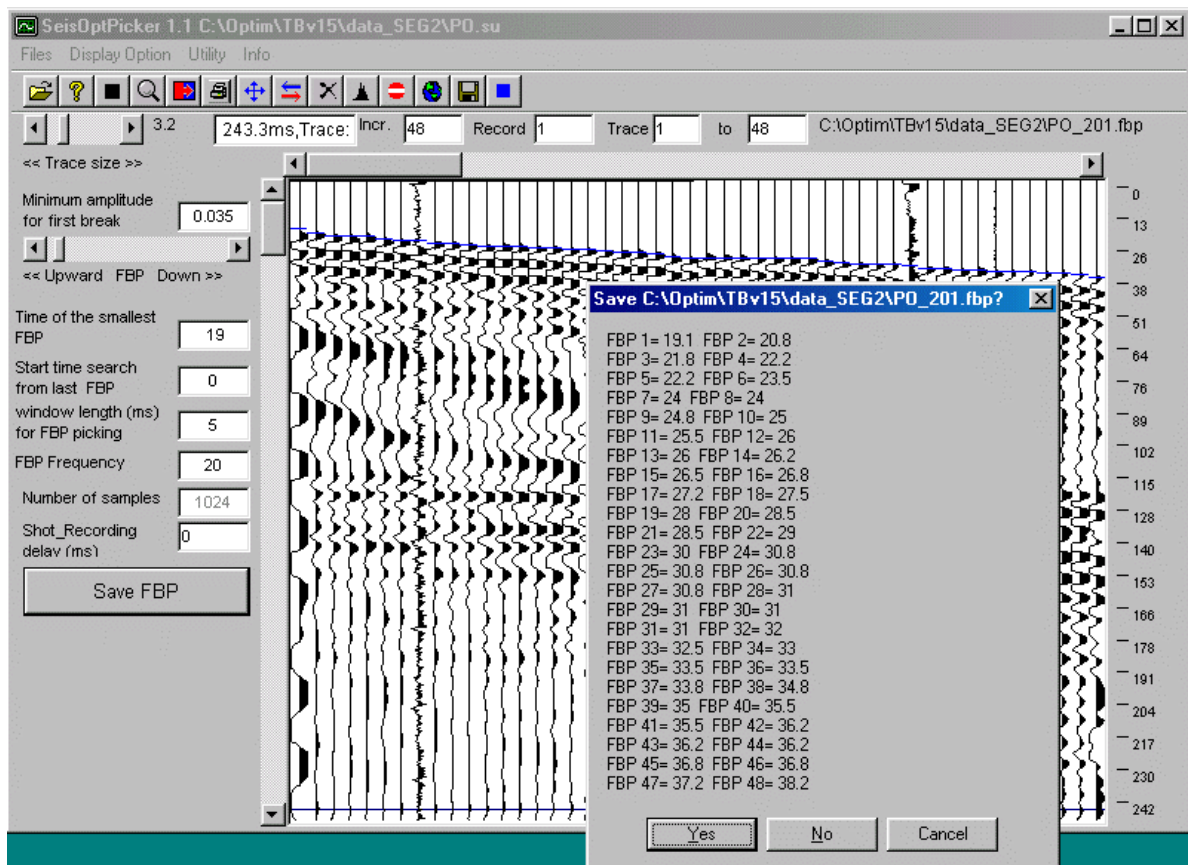 SeisOptPicker 1.1 C:\Optim\TBv15\data_SEG2\PO.su
Files Display Option Utility Info
3.2 243.3ms,Trace: Incr. 48 Record 1 Trace 1 to 48 C:\Optim\TBv15\data_SEG2\PO_201.fbp
<< Trace size >>
Minimum amplitude
for first break 0.035
<< Upward FBP Down >>
Time of the smallest
FBP 19
Start time search
from last FBP 0
window length (ms)
for FBP picking 5
FBP Frequency 20
Number of samples 1024
Shot_Recording
delay (ms) 0
Save FBP
0
13
26
38
51
64
76
89
102
115
128
140
153
166
178
191
204
217
230
242
Save C:\Optim\TBv15\data_SEG2\PO_201.fbp?
FBP 1= 19.1 FBP 2= 20.8
FBP 3= 21.8 FBP 4= 22.2
FBP 5= 22.2 FBP 6= 23.5
FBP 7= 24 FBP 8= 24
FBP 9= 24.8 FBP 10= 25
FBP 11= 25.5 FBP 12= 26
FBP 13= 26 FBP 14= 26.2
FBP 15= 26.5 FBP 16= 26.8
FBP 17= 27.2 FBP 18= 27.5
FBP 19= 28 FBP 20= 28.5
FBP 21= 28.5 FBP 22= 29
FBP 23= 30 FBP 24= 30.8
FBP 25= 30.8 FBP 26= 30.8
FBP 27= 30.8 FBP 28= 31
FBP 29= 31 FBP 30= 31
FBP 31= 31 FBP 32= 32
FBP 33= 32.5 FBP 34= 33
FBP 35= 33.5 FBP 36= 33.5
FBP 37= 33.8 FBP 38= 34.8
FBP 39= 35 FBP 40= 35.5
FBP 41= 35.5 FBP 42= 36.2
FBP 43= 36.2 FBP 44= 36.2
FBP 45= 36.8 FBP 46= 36.8
FBP 47= 37.2 FBP 48= 38.2
Yes No Cancel